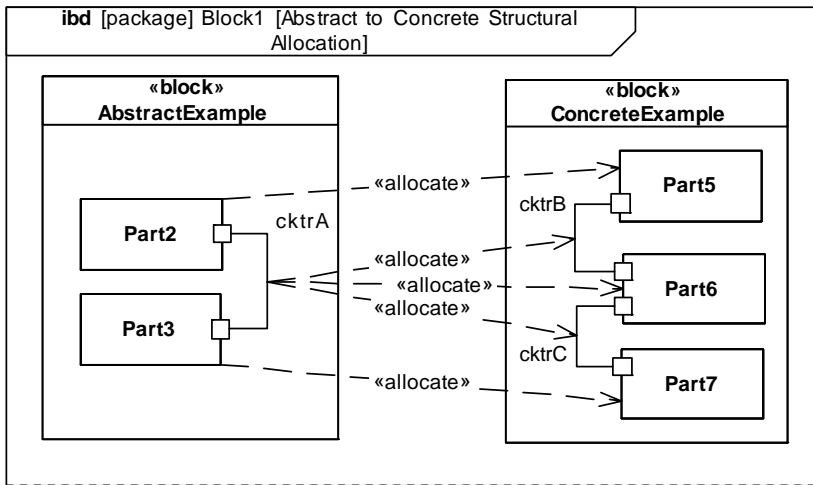 ibd [package] Block1 [Abstract to Concrete Structural
Allocation]
«block»
AbstractExample
«block»
ConcreteExample
Part5
«allocate»
cktrB
cktrA
Part2
«allocate»
«allocate»
Part6
«allocate»
Part3
cktrC
«allocate»
Part7